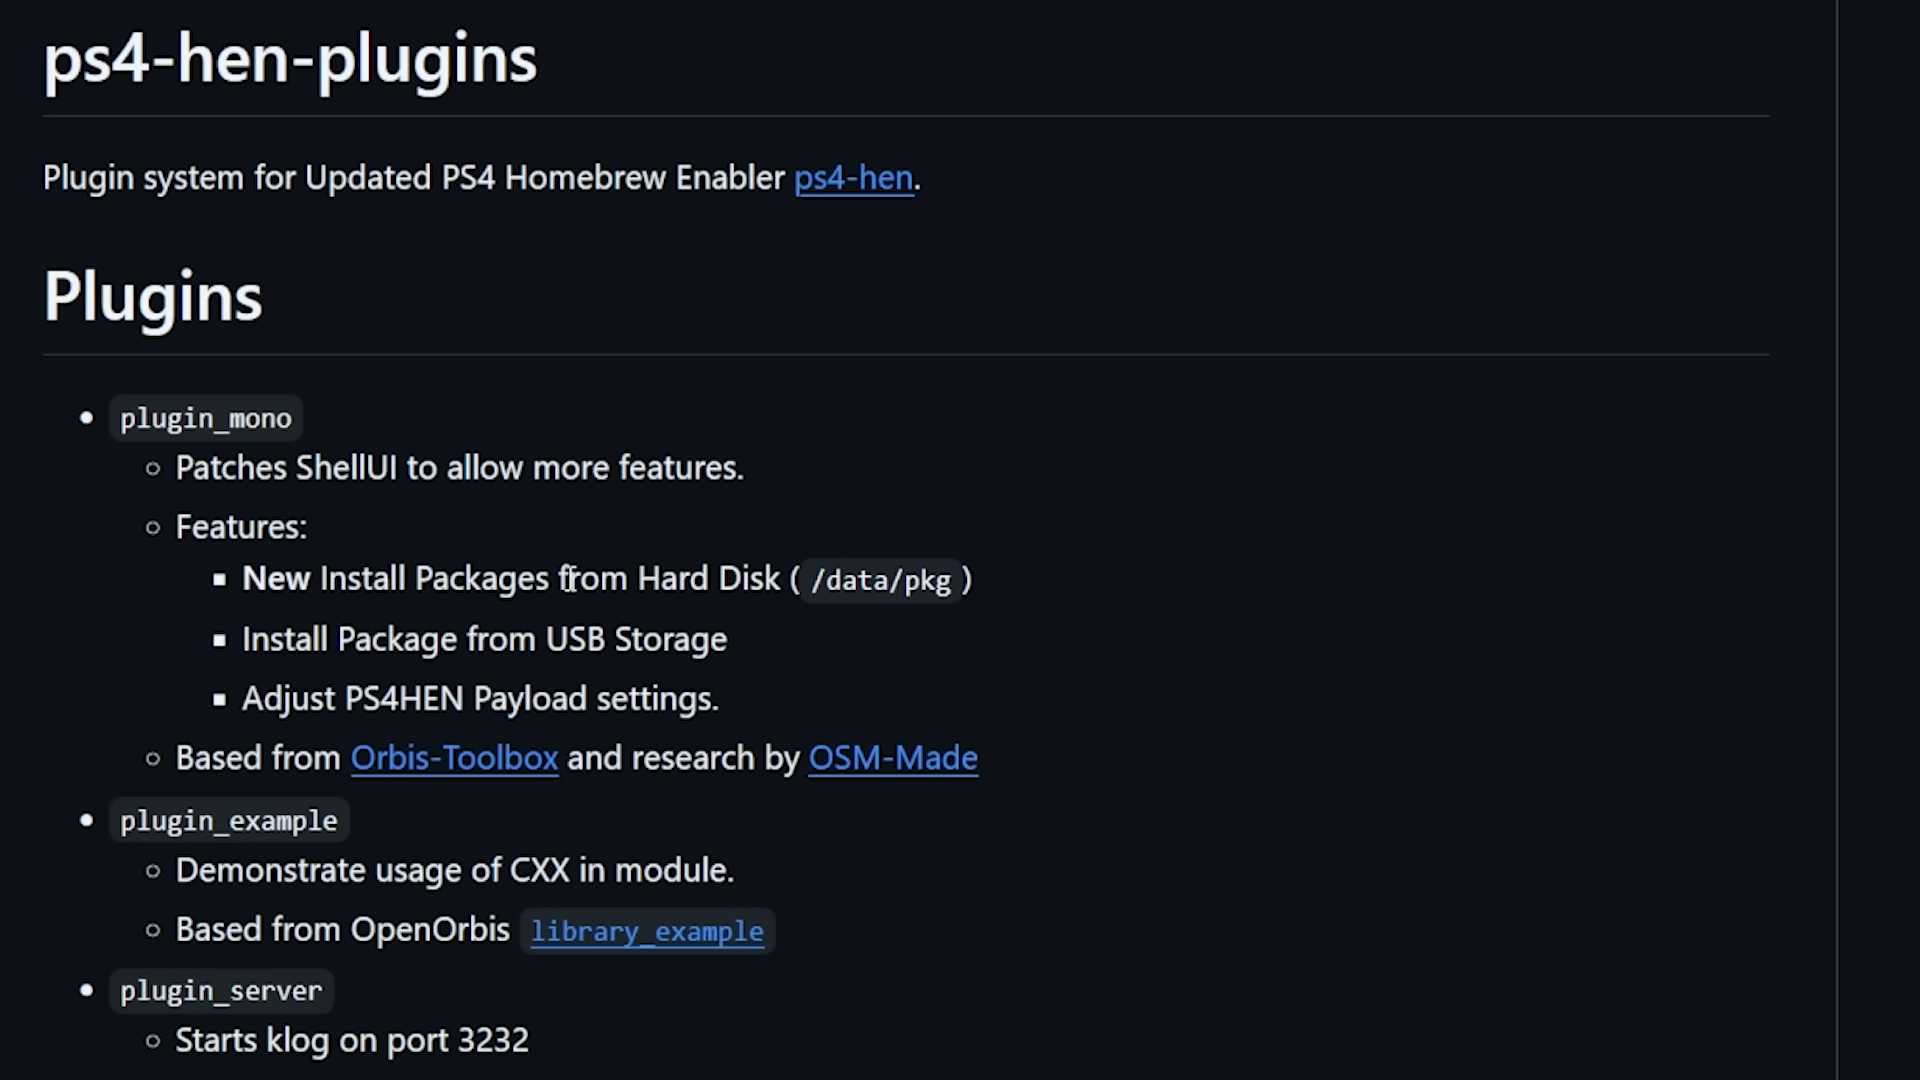 ps4-hen-plugins
Plugin system for Updated PS4 Homebrew Enabler ps4-hen.
Plugins
plugin_mono
Patches ShellUI to allow more features.
Features:
New Install Packages from Hard Disk ( /data/pkg )
Install Package from USB Storage
Adjust PS4HEN Payload settings.
Based from Orbis-Toolbox and research by OSM-Made
plugin_example
Demonstrate usage of CXX in module.
Based from OpenOrbis library_example
plugin_server
Starts klog on port 3232